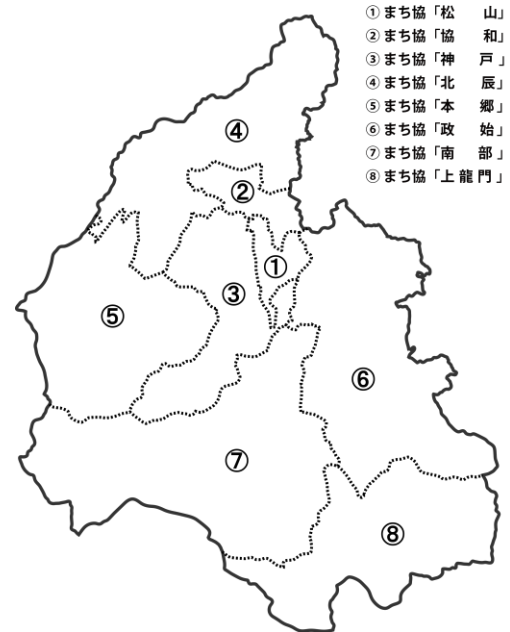 ① まち協「松　山」
② まち協「協　和」
③ まち協「神　戸」
④ まち協「北　辰」
⑤ まち協「本　郷」
⑥ まち協「政　始」
⑦ まち協「南　部」
⑧ まち協「上 龍 門」
④
②
①
③
⑤
⑥
⑦
⑧